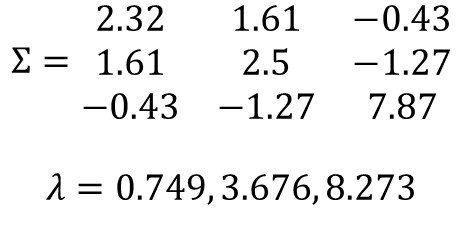 2.32 1.61 −0.43
Σ = 1.61 2.5 −1.27
−0.43 −1.27 7.87
λ = 0.749, 3.676, 8.273